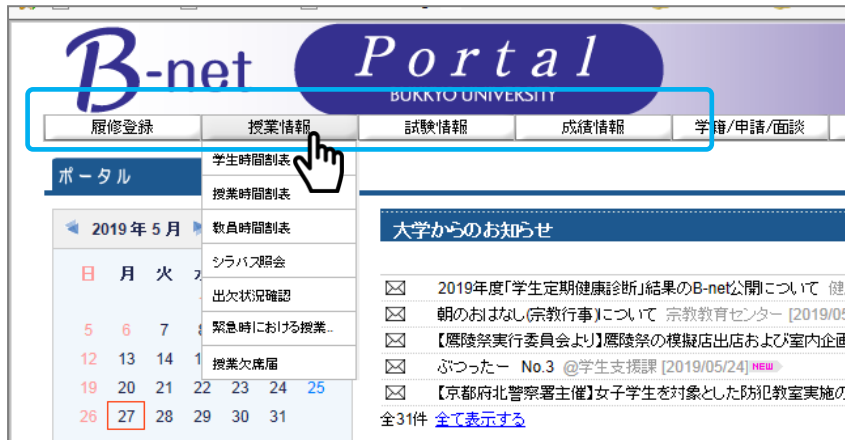 B-net Portal
BUKKYO UNIVERSITY
履修登録 授業情報 試験情報 成績情報 学籍/申請/面談
学生時間割表
授業時間割表
教員時間割表
シラバス照会
出欠状況確認
緊急時における授業..
授業欠席届
ポータル
2019年5月
日 月 火
5 6 7
12 13 14
19 20 21 22 23 24 25
26 27 28 29 30 31
大学からのお知らせ
2019年度「学生定期健康診断」結果のB-net公開について 健
朝のおはなし(宗教行事)について 宗教教育センター [2019/05
【鷹陵祭実行委員会より】鷹陵祭の模擬店出店および室内企画
ぶつったー No.3 @学生支援課 [2019/05/24] NEW
【京都府北警察署主催】女子学生を対象とした防犯教室実施の
全31件 全て表示する